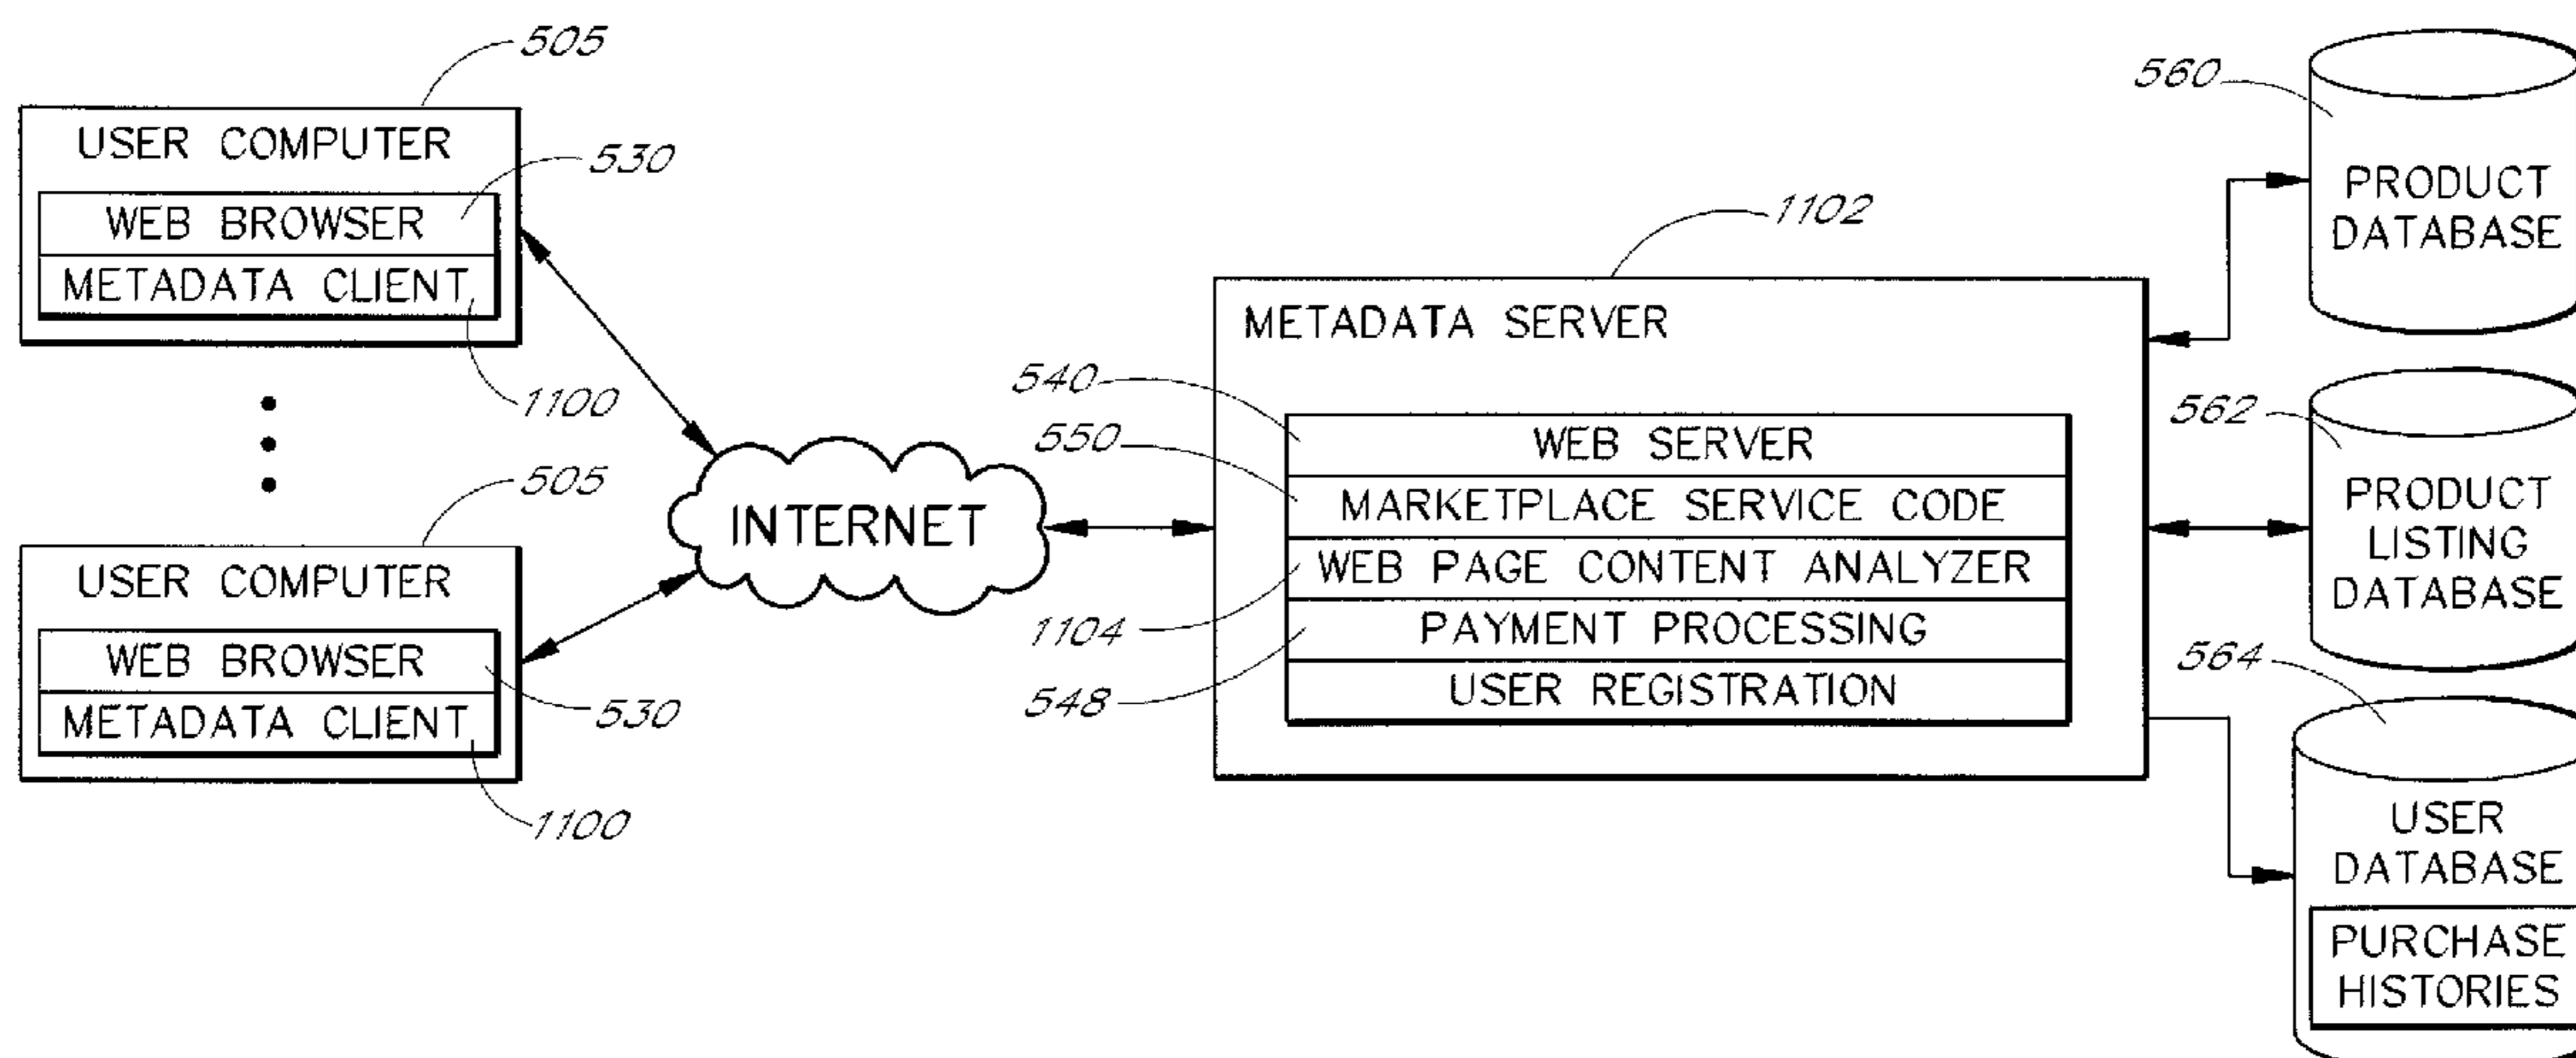 505
USER COMPUTER
530
WEB BROWSER
METADATA CLIENT
1100
505
USER COMPUTER
WEB BROWSER
530
METADATA CLIENT
1100
INTERNET
1102
METADATA SERVER
540
WEB SERVER
550
MARKETPLACE SERVICE CODE
WEB PAGE CONTENT ANALYZER
1104
PAYMENT PROCESSING
548
USER REGISTRATION
560
PRODUCT
DATABASE
562
PRODUCT
LISTING
DATABASE
564
USER
DATABASE
PURCHASE
HISTORIES